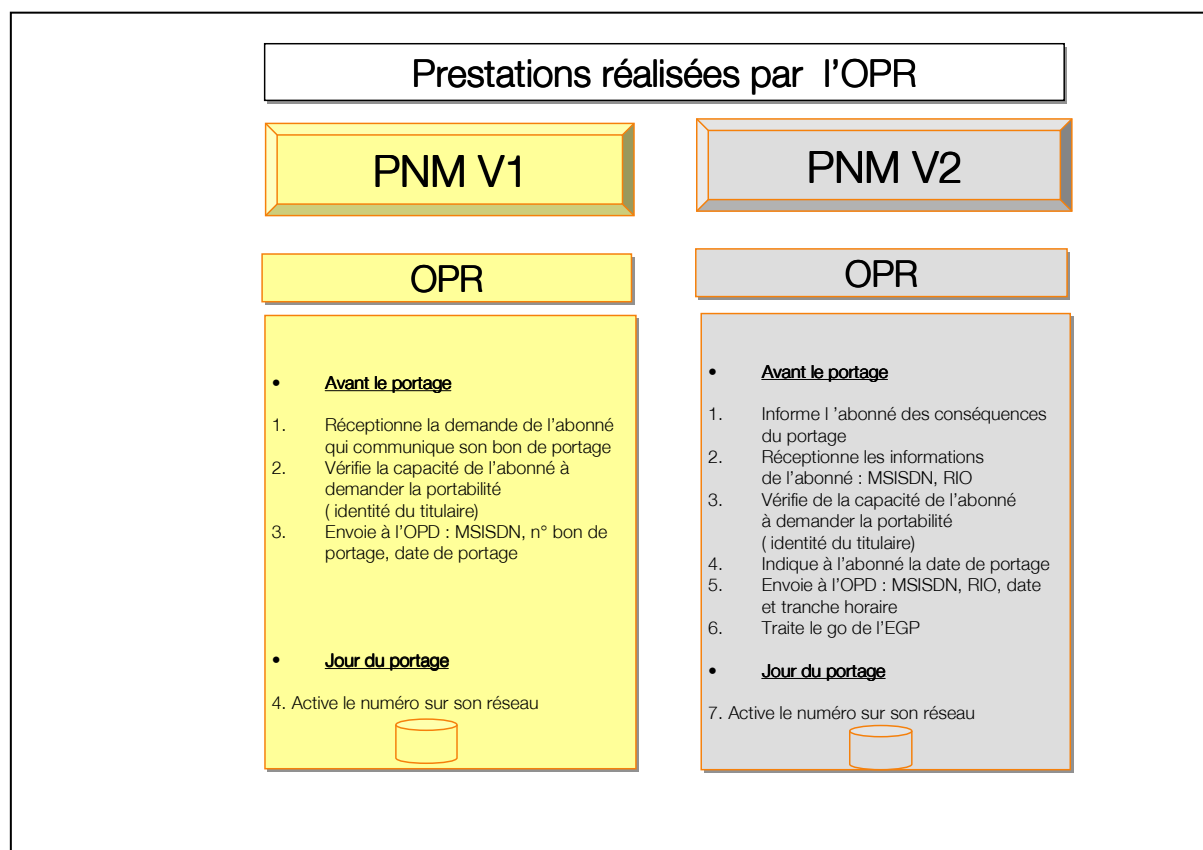 Prestations réalisées par l’OPR
PNM V1
OPR
• Avant le portage
1. Réceptionne la demande de l’abonné
qui communique son bon de portage
2. Vérifie la capacité de l’abonné à
demander la portabilité
( identité du titulaire)
3. Envoie à l’OPD : MSISDN, n° bon de
portage, date de portage
• Jour du portage
4. Active le numéro sur son réseau
PNM V2
OPR
• Avant le portage
1. Informe l ’abonné des conséquences
du portage
2. Réceptionne les informations
de l’abonné : MSISDN, RIO
3. Vérifie de la capacité de l’abonné
à demander la portabilité
( identité du titulaire)
4. Indique à l’abonné la date de portage
5. Envoie à l’OPD : MSISDN, RIO, date
et tranche horaire
6. Traite le go de l’EGP
• Jour du portage
7. Active le numéro sur son réseau